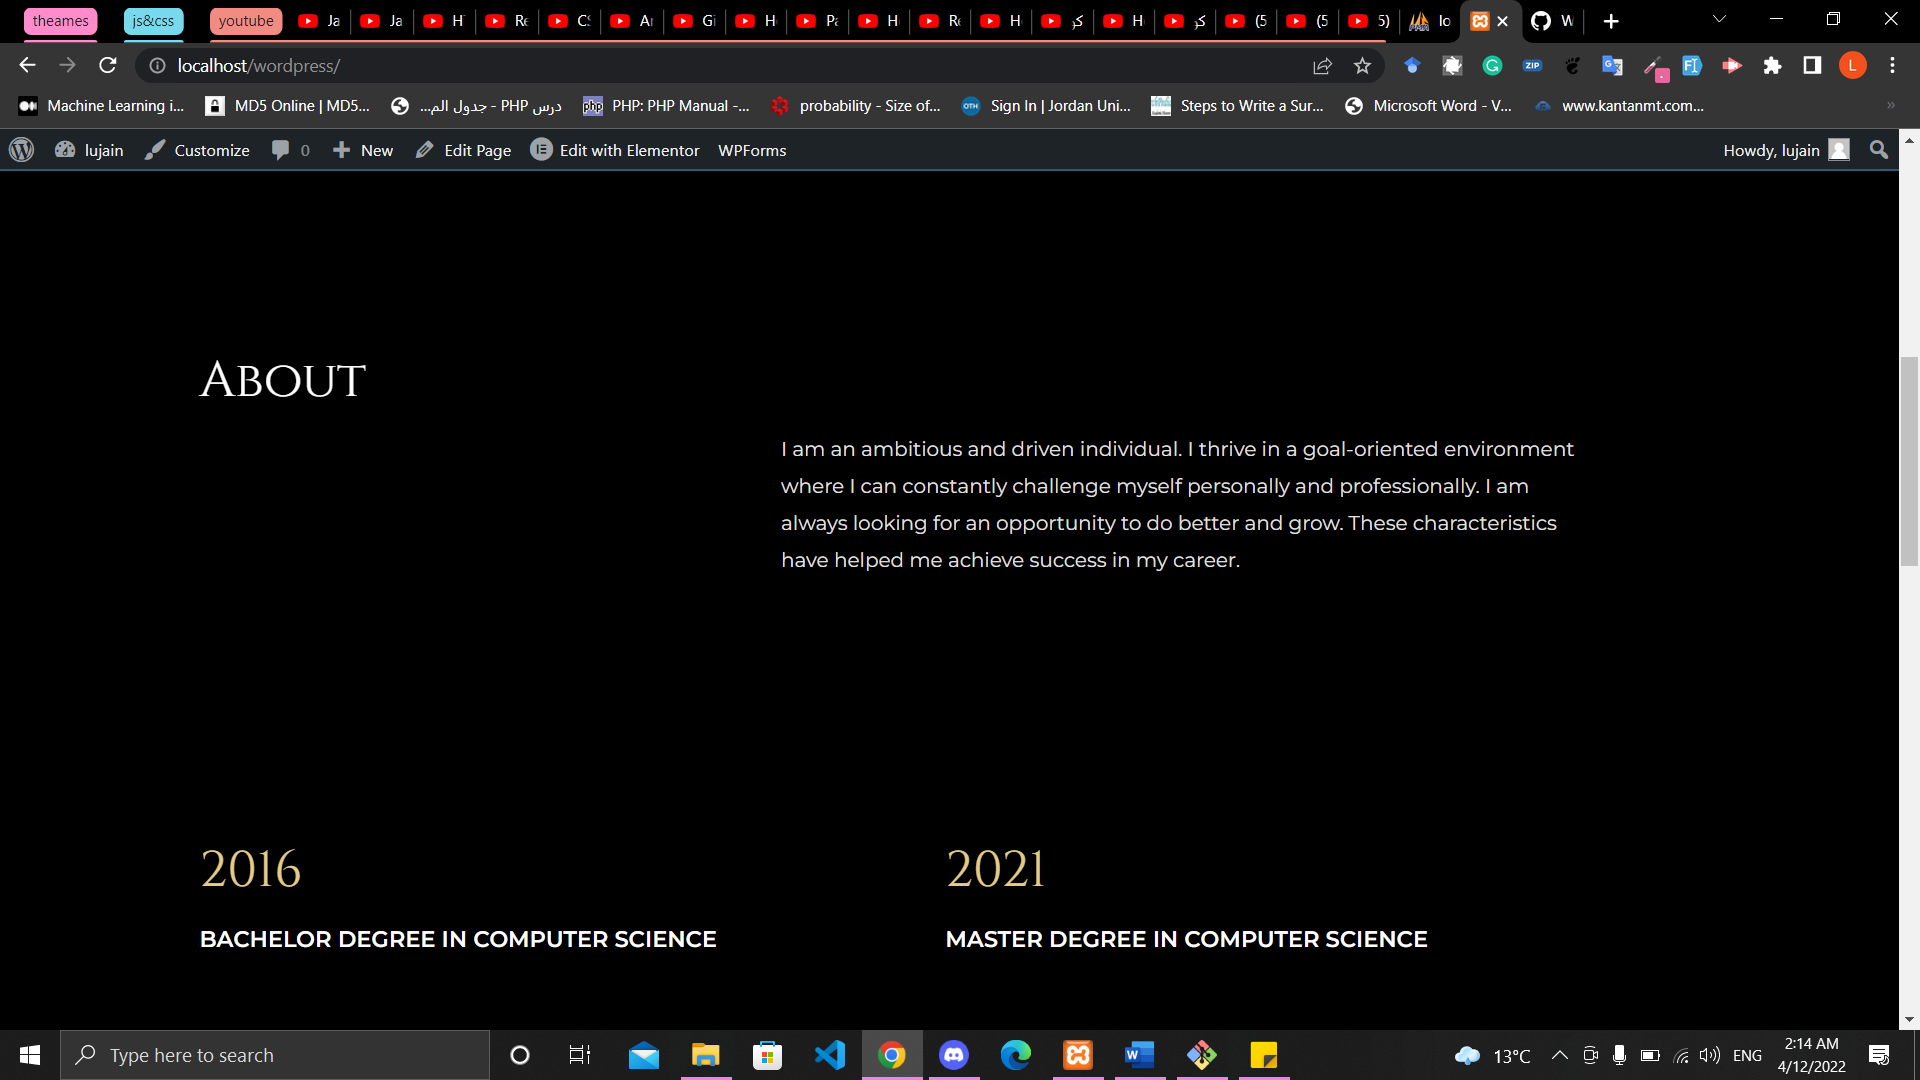 theames
js&css
youtube
Ja
Ja
H
Re
CS
Ar
Gi
H
Pa
H
Re
H
كو
H
كو
(5
(5
5)
lo
W
localhost/wordpress/
Machine Learning i...
MD5 Online | MD5...
درس PHP - جدول الم...
PHP: PHP Manual -...
probability - Size of...
Sign In | Jordan Uni...
Steps to Write a Sur...
Microsoft Word - V...
www.kantanmt.com...
lujain
Customize
0
New
Edit Page
Edit with Elementor
WPForms
Howdy, lujain
About
I am an ambitious and driven individual. I thrive in a goal-oriented environment
where I can constantly challenge myself personally and professionally. I am
always looking for an opportunity to do better and grow. These characteristics
have helped me achieve success in my career.
2016
BACHELOR DEGREE IN COMPUTER SCIENCE
2021
MASTER DEGREE IN COMPUTER SCIENCE
Type here to search
13°C
ENG
2:14 AM
4/12/2022